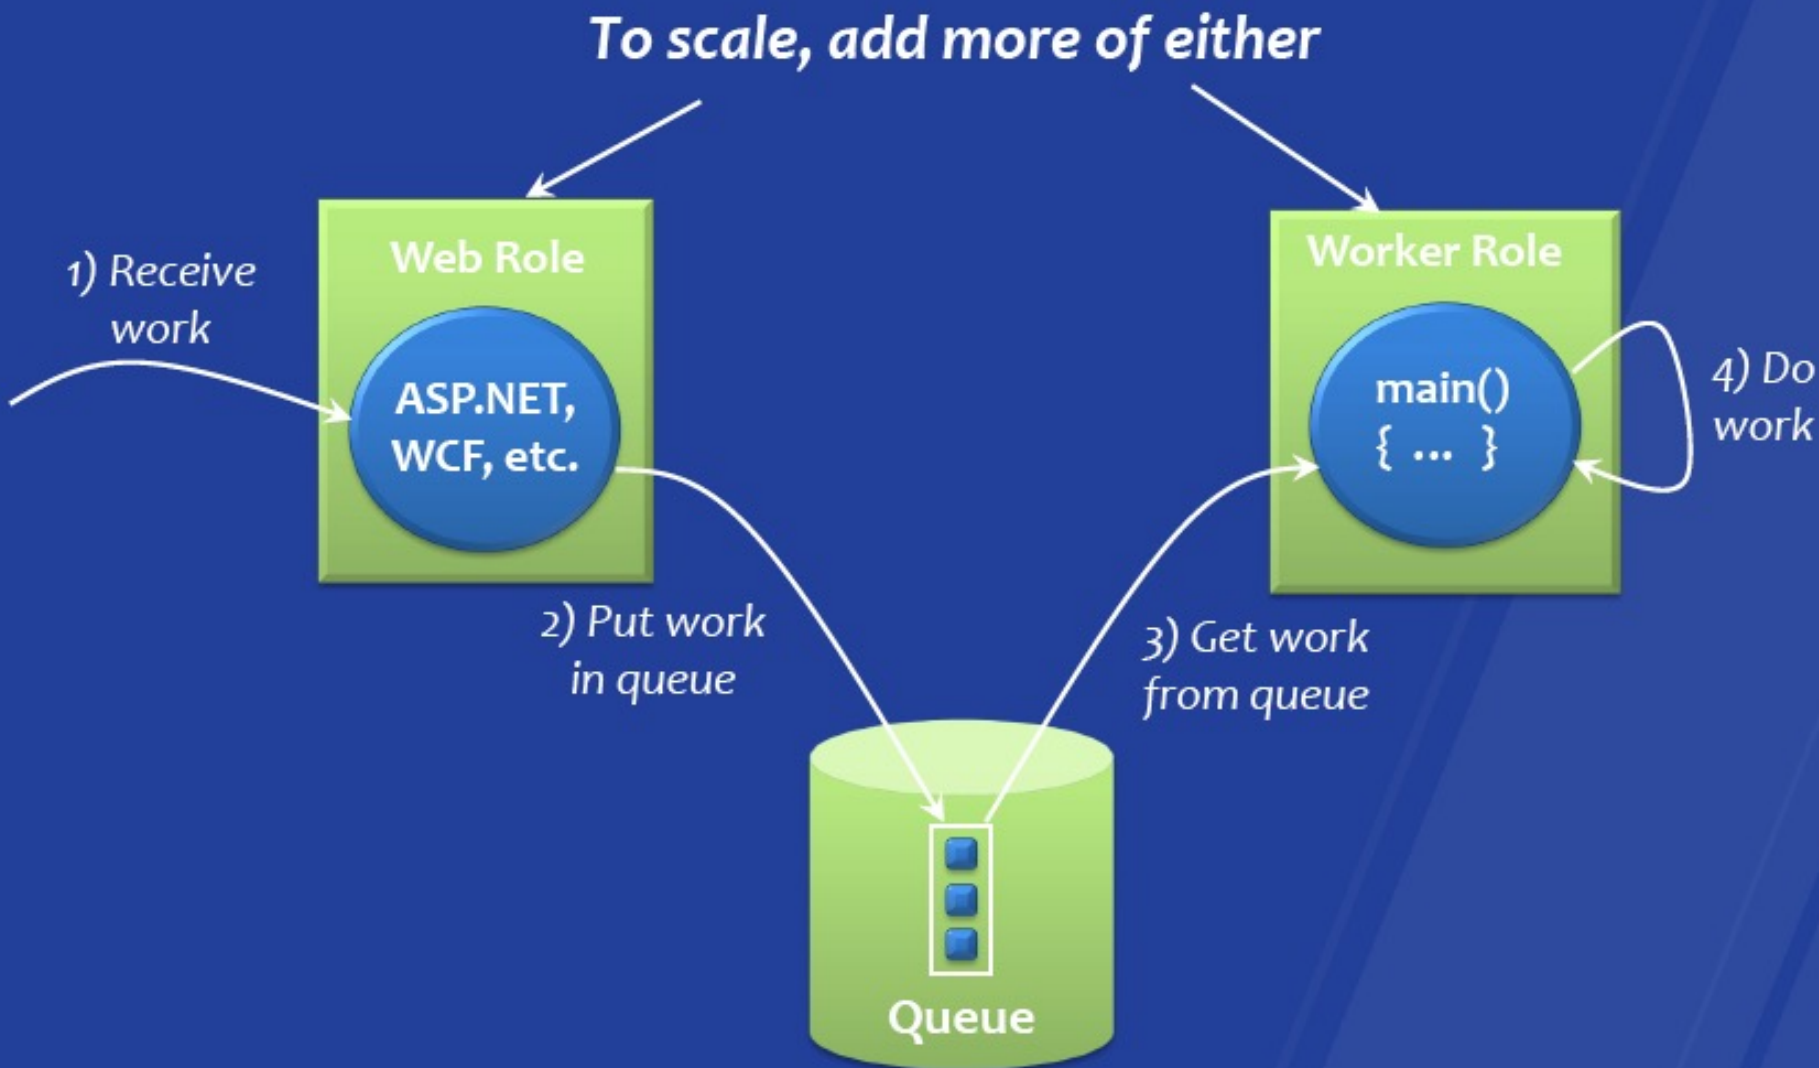 To scale, add more of either
Web Role
Worker Role
1) Receive
work
ASP.NET,
WCF, etc.
main()
{ ... }
4) Do
work
2) Put work
in queue
3) Get work
from queue
Queue